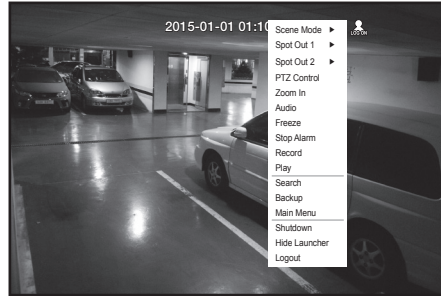 2015-01-01 01:10
LOG ON
Scene Mode ▶
Spot Out 1 ▶
Spot Out 2 ▶
PTZ Control
Zoom In
Audio
Freeze
Stop Alarm
Record
Play
Search
Backup
Main Menu
Shutdown
Hide Launcher
Logout